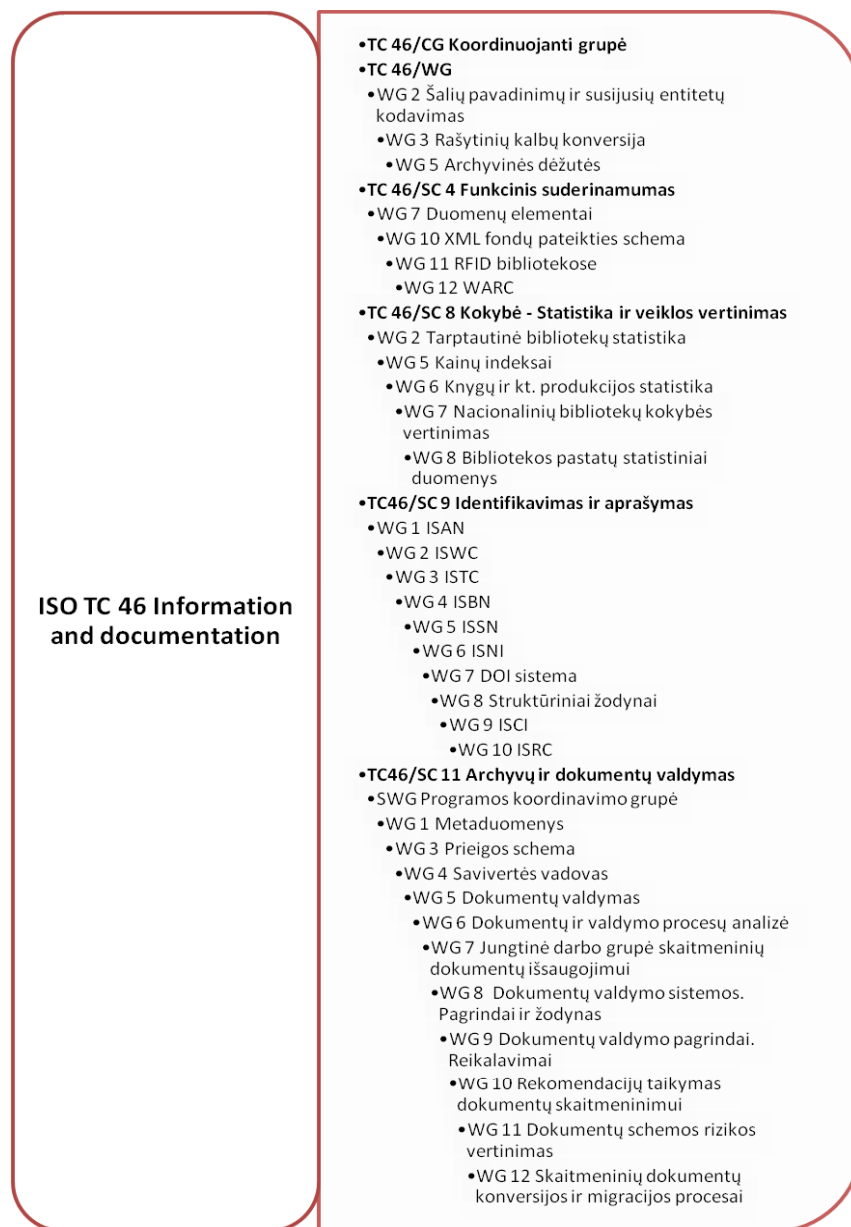 ISO TC 46 Information
and documentation
•TC 46/CG Koordinuojanti grupė
•TC 46/WG
•WG 2 Šalių pavadinimų ir susijusių entitetų
kodavimas
•WG 3 Rašytinių kalbų konversija
•WG 5 Archyvinės dėžutės
•TC 46/SC 4 Funkcinis suderinamumas
•WG 7 Duomenų elementai
•WG 10 XML fondų pateikties schema
•WG 11 RFID bibliotekose
•WG 12 WARC
•TC 46/SC 8 Kokybė - Statistika ir veiklos vertinimas
•WG 2 Tarptautinė bibliotekų statistika
•WG 5 Kainų indeksai
•WG 6 Knygų ir kt. produkcijos statistika
•WG 7 Nacionalinių bibliotekų kokybės
vertinimas
•WG 8 Bibliotekos pastatų statistiniai
duomenys
•TC46/SC 9 Identifikavimas ir aprašymas
•WG 1 ISAN
•WG 2 ISWC
•WG 3 ISTC
•WG 4 ISBN
•WG 5 ISSN
•WG 6 ISNI
•WG 7 DOI sistema
•WG 8 Struktūriniai žodynai
•WG 9 ISCI
•WG 10 ISRC
•TC46/SC 11 Archyvų ir dokumentų valdymas
•SWG Programos koordinavimo grupė
•WG 1 Metaduomenys
•WG 3 Prieigos schema
•WG 4 Savivertės vadovas
•WG 5 Dokumentų valdymas
•WG 6 Dokumentų ir valdymo procesų analizė
•WG 7 Jungtinė darbo grupė skaitmeninių
dokumentų išsaugojimui
•WG 8 Dokumentų valdymo sistemos.
Pagrindai ir žodynas
•WG 9 Dokumentų valdymo pagrindai.
Reikalavimai
•WG 10 Rekomendacijų taikymas
dokumentų skaitmeninimui
•WG 11 Dokumentų schemos rizikos
vertinimas
•WG 12 Skaitmeninių dokumentų
konversijos ir migracijos procesai